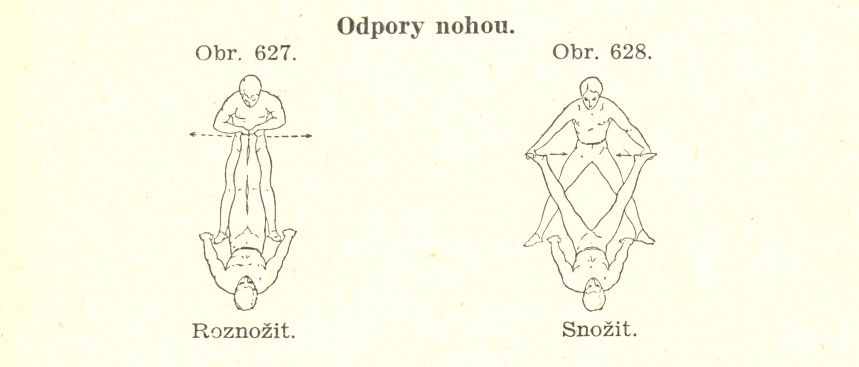 Odpory nohou.
Obr. 627.
Obr. 628.
Roznožit.
Snožit.